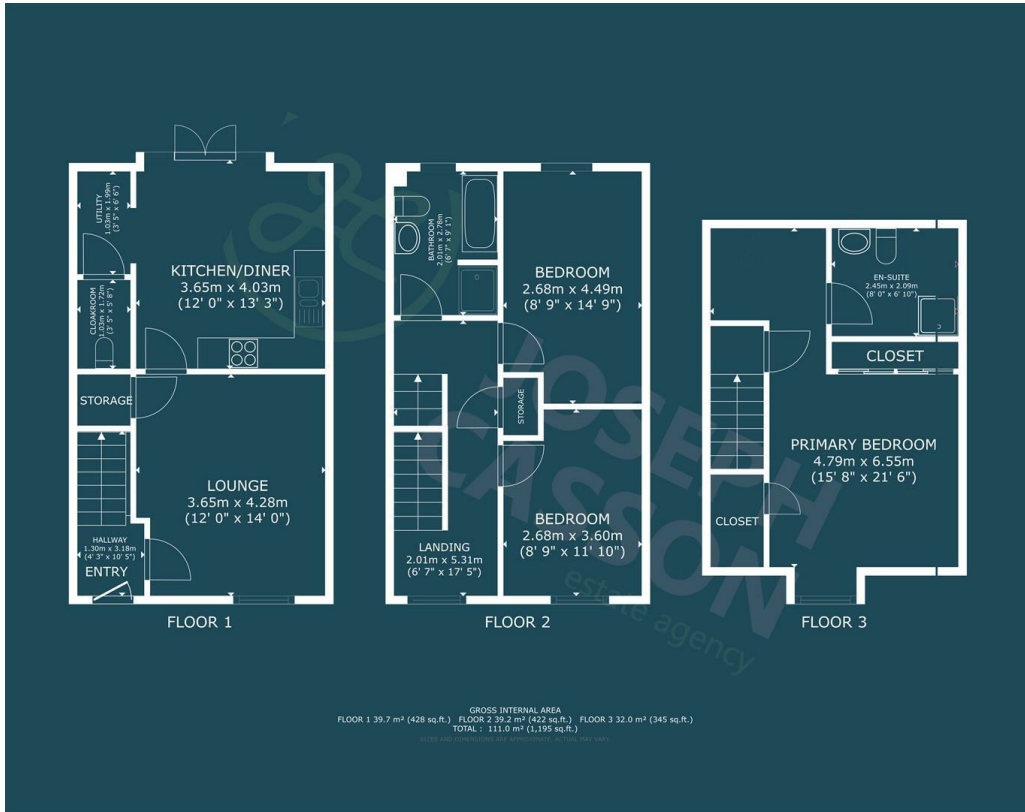 UTILITY
1.03m x 1.99m
(3' 5" x 6' 6")
KITCHEN/DINER
3.65m x 4.03m
(12' 0" x 13' 3")
CLOAKROOM
1.03m x 1.72m
(3' 5" x 5' 8")
STORAGE
LOUNGE
3.65m x 4.28m
(12' 0" x 14' 0")
HALLWAY
1.30m x 3.18m
(4' 3" x 10' 5")
ENTRY
FLOOR 1
BATHROOM
2.01m x 2.78m
(6' 7" x 9' 1")
BEDROOM
2.68m x 4.49m
(8' 9" x 14' 9")
STORAGE
BEDROOM
2.68m x 3.60m
(8' 9" x 11' 10")
LANDING
2.01m x 5.31m
(6' 7" x 17' 5")
FLOOR 2
EN-SUITE
2.45m x 2.09m
(8' 0" x 6' 10")
CLOSET
PRIMARY BEDROOM
4.79m x 6.55m
(15' 8" x 21' 6")
CLOSET
FLOOR 3
JOSEPH
CASSON
estate agency
GROSS INTERNAL AREA
FLOOR 1 39.7 m² (428 sq.ft.) FLOOR 2 39.2 m² (422 sq.ft.) FLOOR 3 32.0 m² (345 sq.ft.)
TOTAL : 111.0 m² (1,195 sq.ft.)
SIZES AND DIMENSIONS ARE APPROXIMATE, ACTUAL MAY VARY.